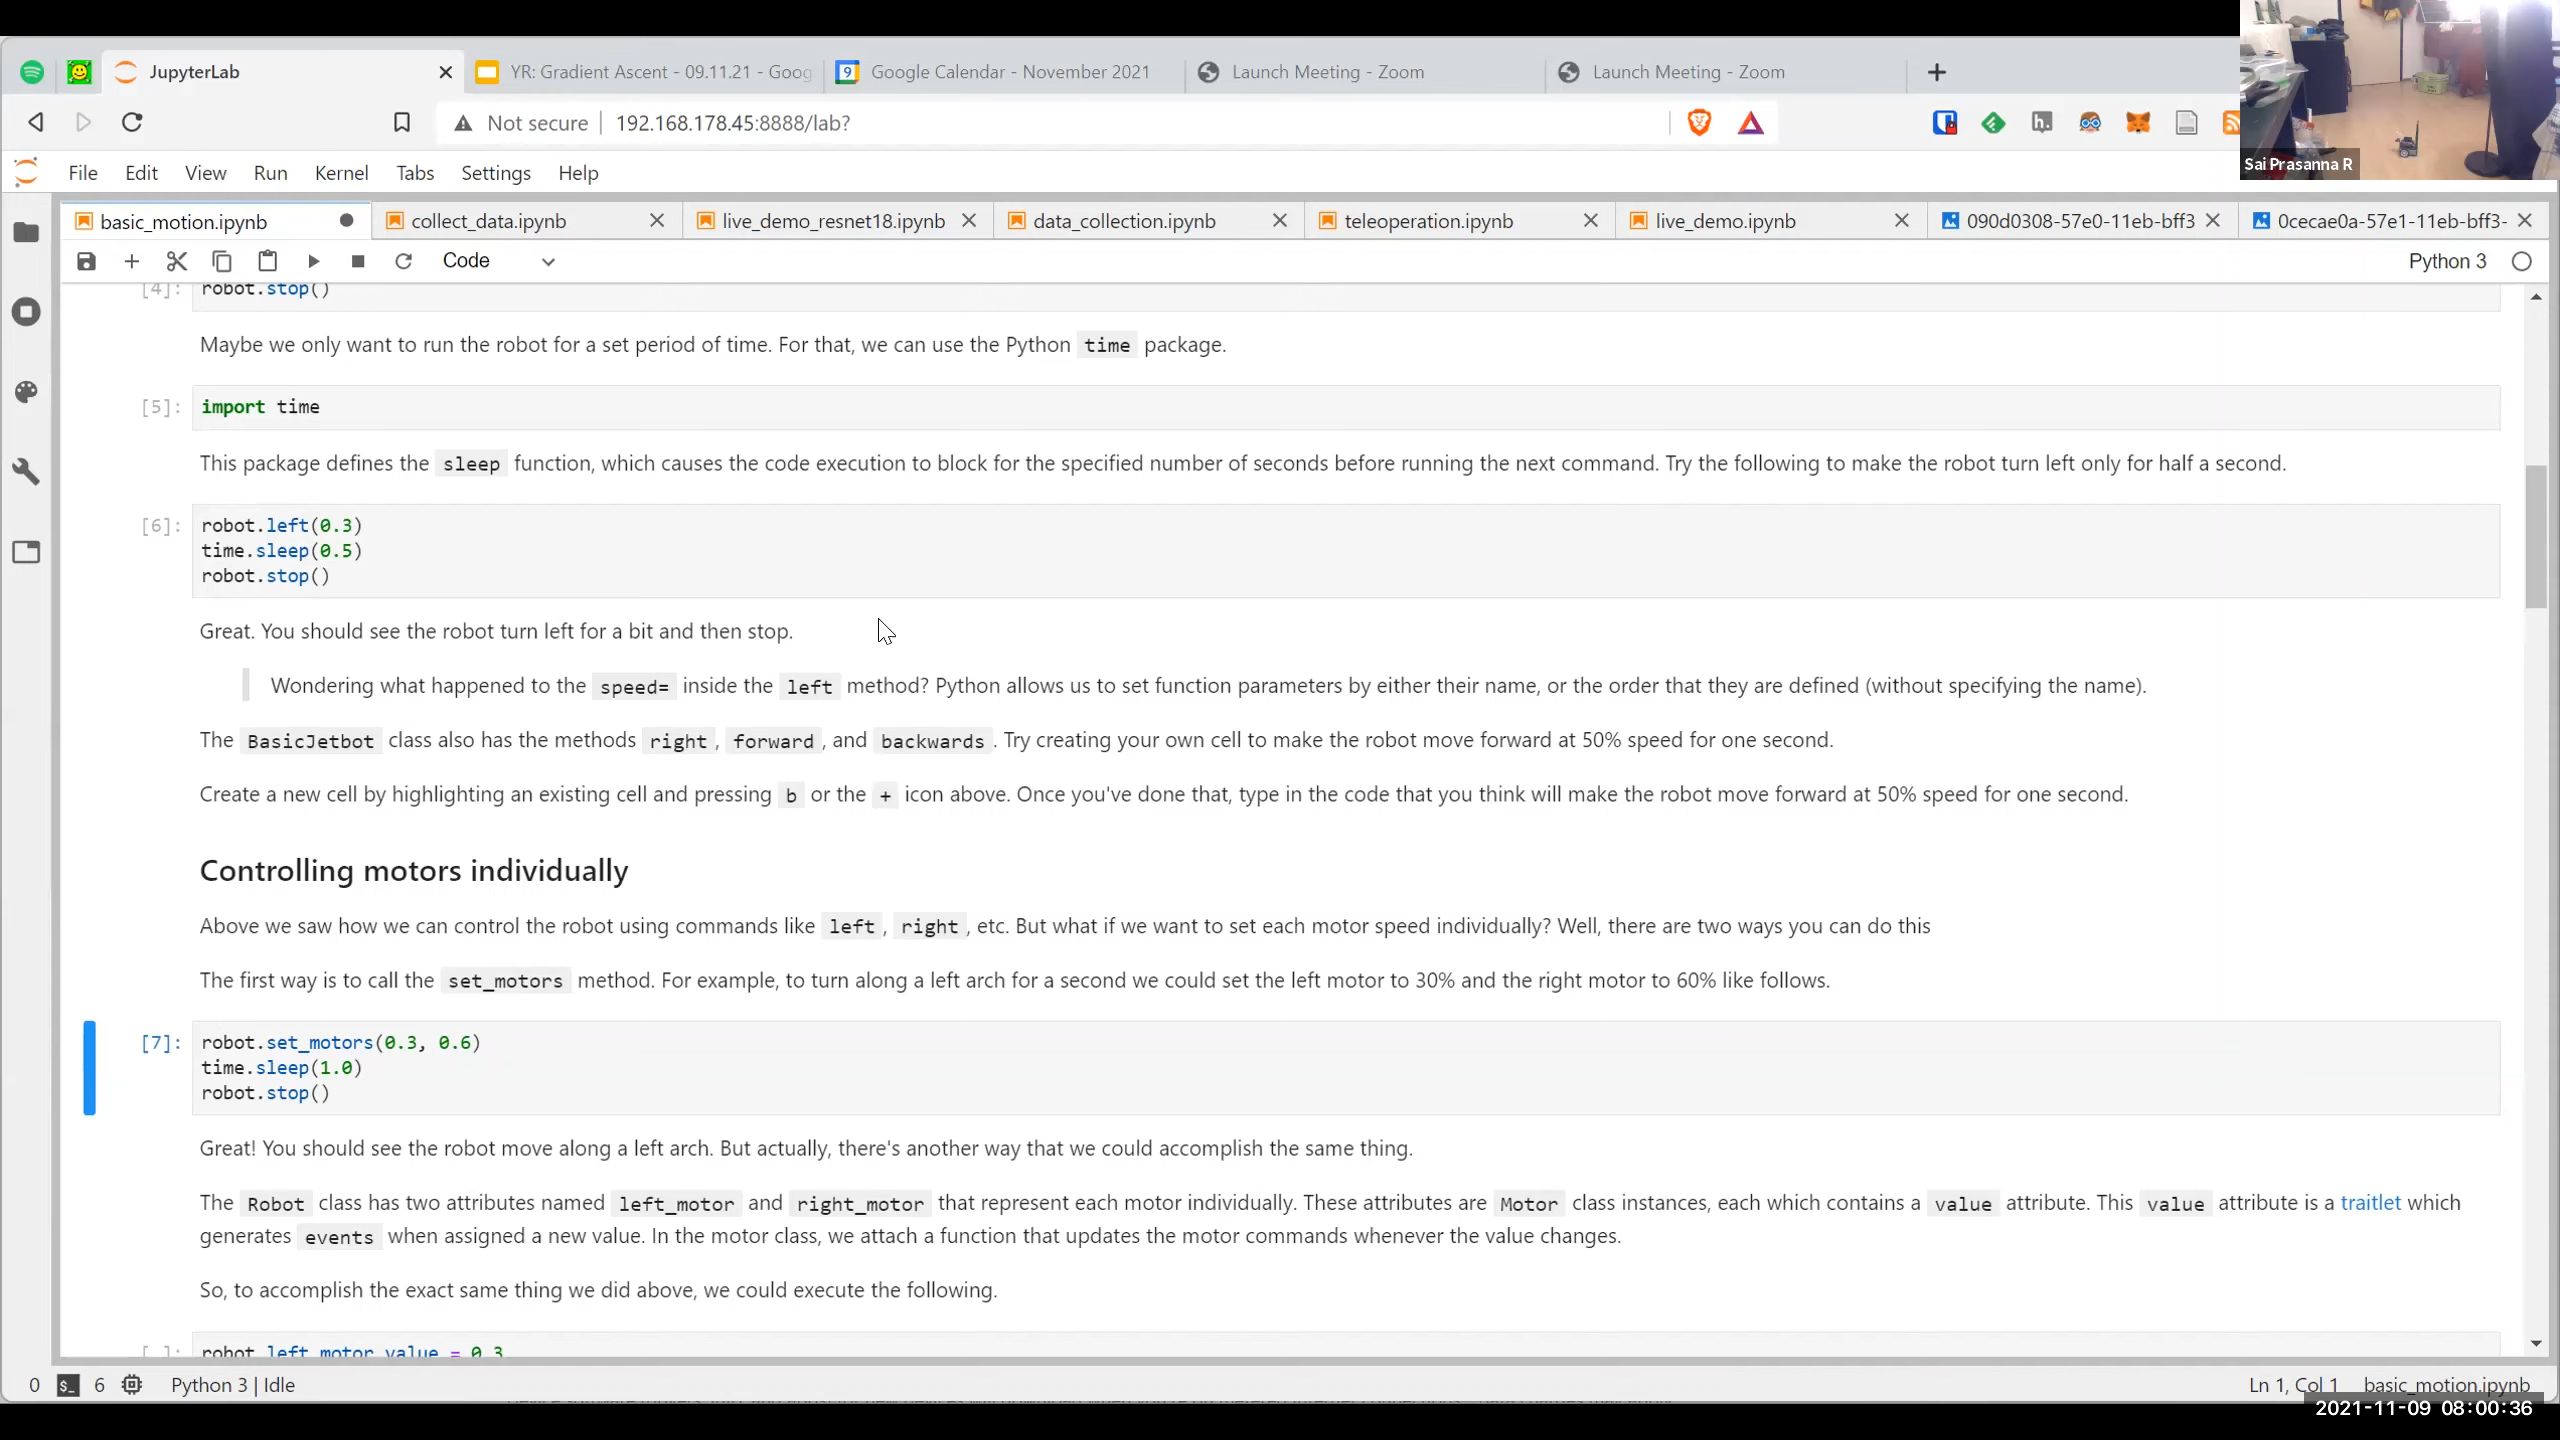 JupyterLab
YR: Gradient Ascent - 09.11.21 - Goog
9 Google Calendar - November 2021
Launch Meeting - Zoom
Launch Meeting - Zoom
Not secure 192.168.178.45:8888/lab?
h.
Sai Prasanna R
File Edit View Run Kernel Tabs Settings Help
basic_motion.ipynb
collect_data.ipynb
live_demo_resnet18.ipynb
data_collection.ipynb
teleoperation.ipynb
live_demo.ipynb
090d0308-57e0-11eb-bff3
0cecae0a-57e1-11eb-bff3-
Code
Python 3
[4]: robot.stop()
Maybe we only want to run the robot for a set period of time. For that, we can use the Python time package.
[5]: import time
This package defines the sleep function, which causes the code execution to block for the specified number of seconds before running the next command. Try the following to make the robot turn left only for half a second.
[6]: robot.left(0.3)
time.sleep(0.5)
robot.stop()
Great. You should see the robot turn left for a bit and then stop.
Wondering what happened to the speed= inside the left method? Python allows us to set function parameters by either their name, or the order that they are defined (without specifying the name).
The BasicJetbot class also has the methods right, forward, and backwards. Try creating your own cell to make the robot move forward at 50% speed for one second.
Create a new cell by highlighting an existing cell and pressing b or the + icon above. Once you've done that, type in the code that you think will make the robot move forward at 50% speed for one second.
Controlling motors individually
Above we saw how we can control the robot using commands like left, right, etc. But what if we want to set each motor speed individually? Well, there are two ways you can do this
The first way is to call the set_motors method. For example, to turn along a left arch for a second we could set the left motor to 30% and the right motor to 60% like follows.
[7]: robot.set_motors(0.3, 0.6)
time.sleep(1.0)
robot.stop()
Great! You should see the robot move along a left arch. But actually, there's another way that we could accomplish the same thing.
The Robot class has two attributes named left_motor and right_motor that represent each motor individually. These attributes are Motor class instances, each which contains a value attribute. This value attribute is a traitlet which
generates events when assigned a new value. In the motor class, we attach a function that updates the motor commands whenever the value changes.
So, to accomplish the exact same thing we did above, we could execute the following.
[ ]: robot.left_motor.value = 0.3
0 $_ 6 Python 3 | Idle
Ln 1, Col 1 basic_motion.ipynb
2021-11-09 08:00:36